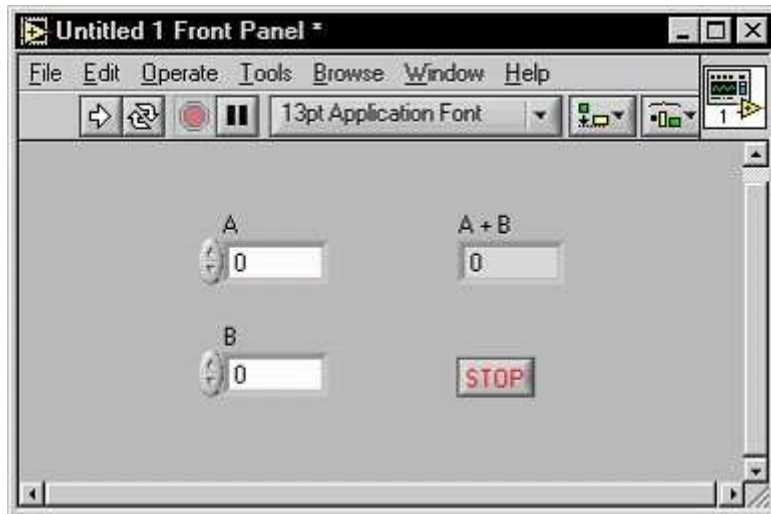 Untitled 1 Front Panel *
File Edit Operate Tools Browse Window Help
13pt Application Font
1
A
0
A + B
0
B
0
STOP